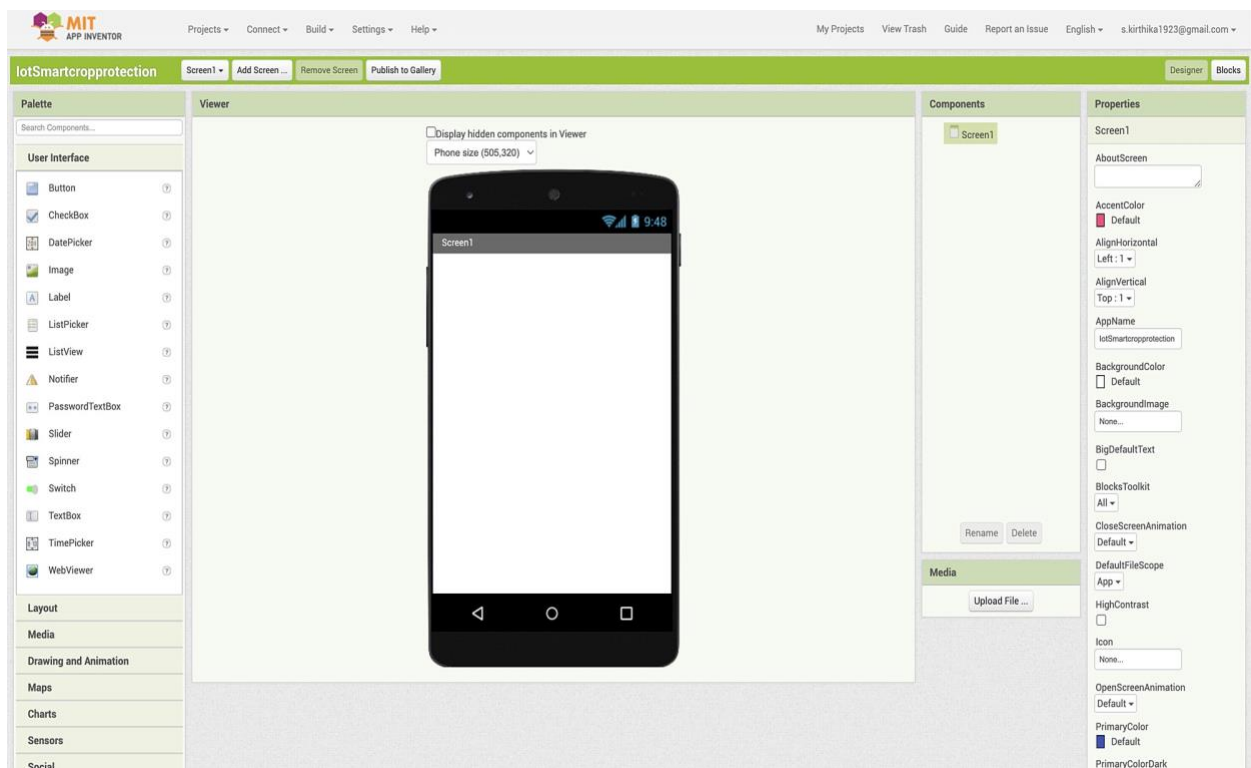 MIT
APP INVENTOR
Projects Connect Build Settings Help My Projects View Trash Guide Report an Issue English s.kirthika1923@gmail.com
IotSmartcropprotection Screen1 Add Screen ... Remove Screen Publish to Gallery Designer Blocks
Palette
Search Components...
User Interface
Button
CheckBox
DatePicker
Image
Label
ListPicker
ListView
Notifier
PasswordTextBox
Slider
Spinner
Switch
TextBox
TimePicker
WebViewer
Layout
Media
Drawing and Animation
Maps
Charts
Sensors
Social
Viewer
Display hidden components in Viewer
Phone size (505,320)
9:48
Screen1
Components
Screen1
Rename Delete
Media
Upload File ...
Properties
Screen1
AboutScreen
AccentColor
Default
AlignHorizontal
Left : 1
AlignVertical
Top : 1
AppName
IotSmartcropprotection
BackgroundColor
Default
BackgroundImage
None...
BigDefaultText
BlocksToolkit
All
CloseScreenAnimation
Default
DefaultFileScope
App
HighContrast
Icon
None...
OpenScreenAnimation
Default
PrimaryColor
Default
PrimaryColorDark